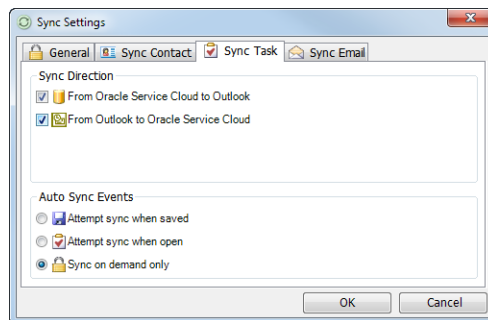 Sync Settings
General Sync Contact Sync Task Sync Email
Sync Direction
From Oracle Service Cloud to Outlook
From Outlook to Oracle Service Cloud
Auto Sync Events
Attempt sync when saved
Attempt sync when open
Sync on demand only
OK Cancel